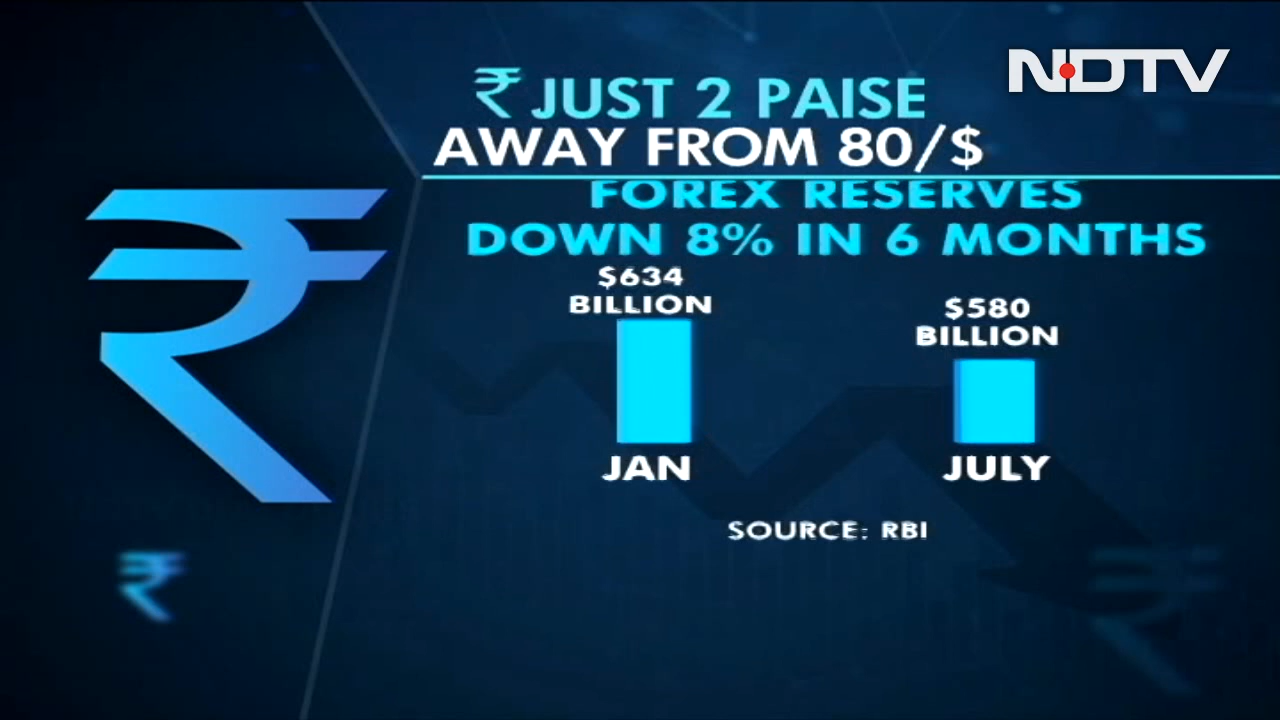 NDTV
₹ JUST 2 PAISE
AWAY FROM 80/$
FOREX RESERVES
DOWN 8% IN 6 MONTHS
$634
BILLION
$580
BILLION
JAN
JULY
SOURCE: RBI
₹
₹
₹